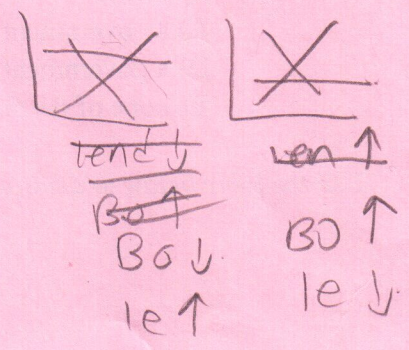 lend ↓
BO ↑
BO ↓
le ↑
len ↑
BO ↑
le ↓